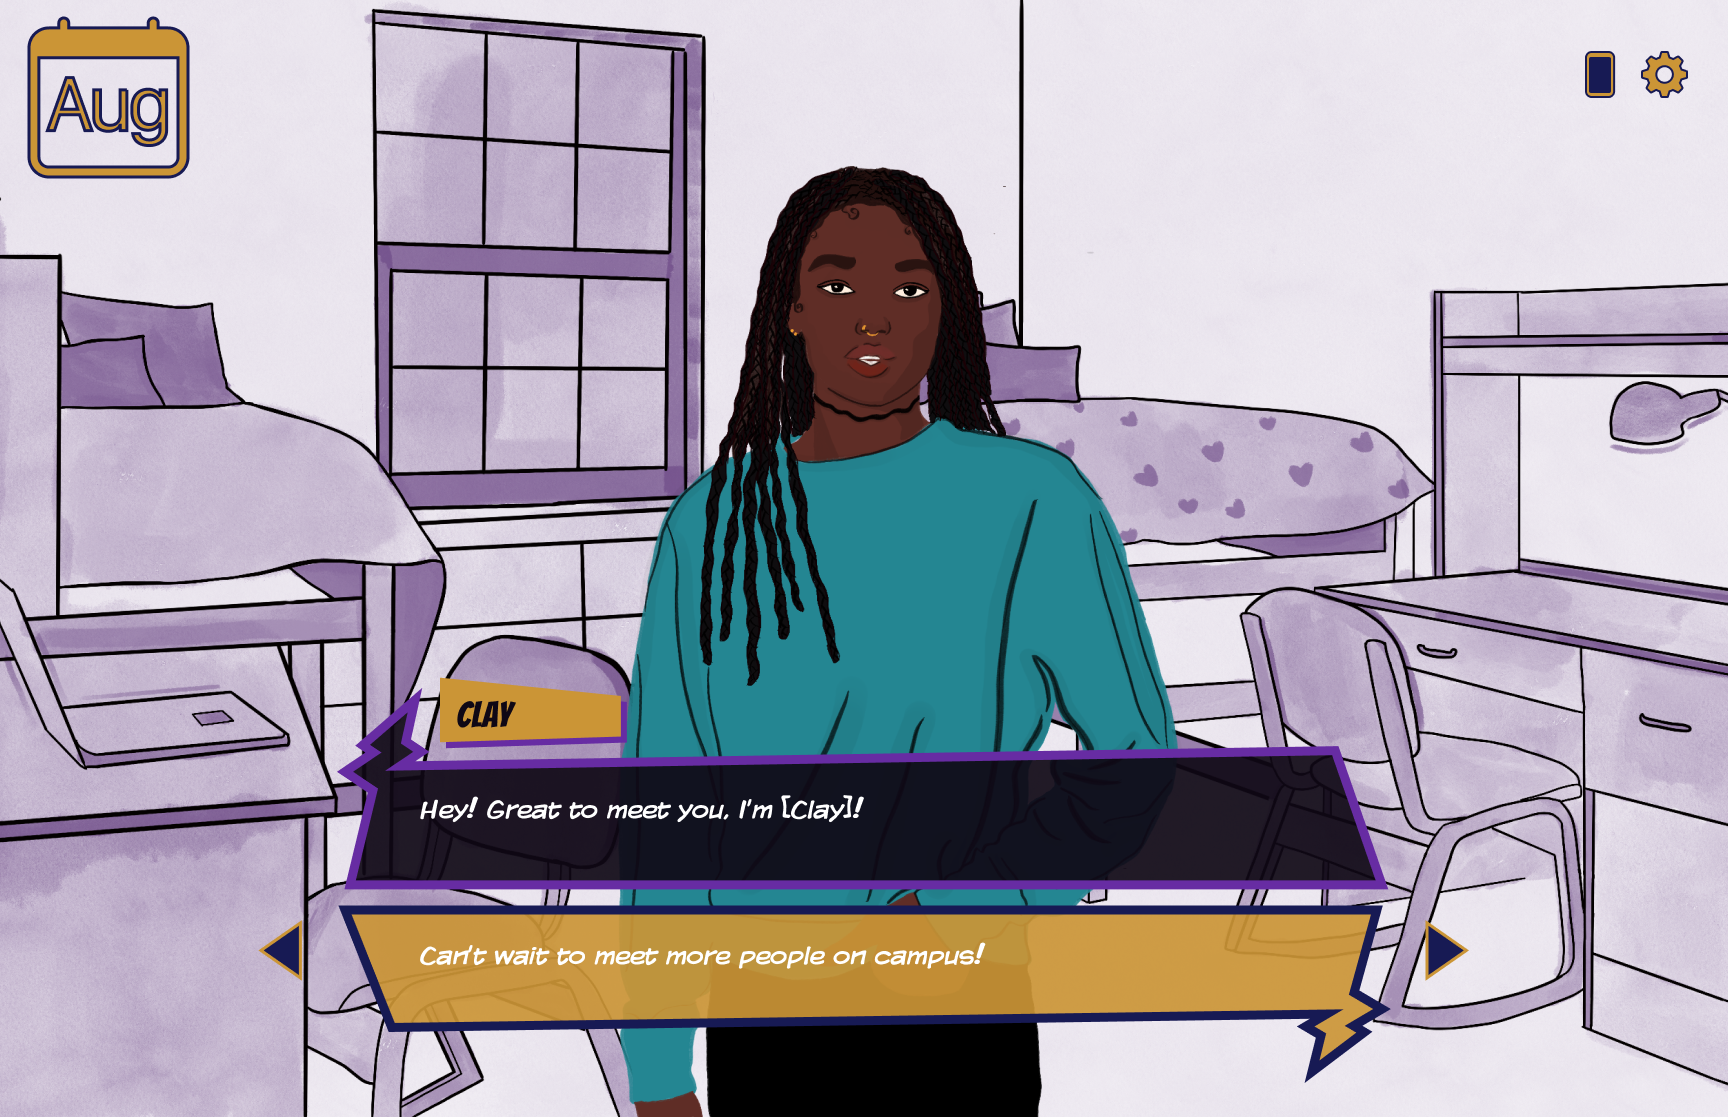 Aug
CLAY
Hey! Great to meet you, I'm [Clay]!
Can't wait to meet more people on campus!